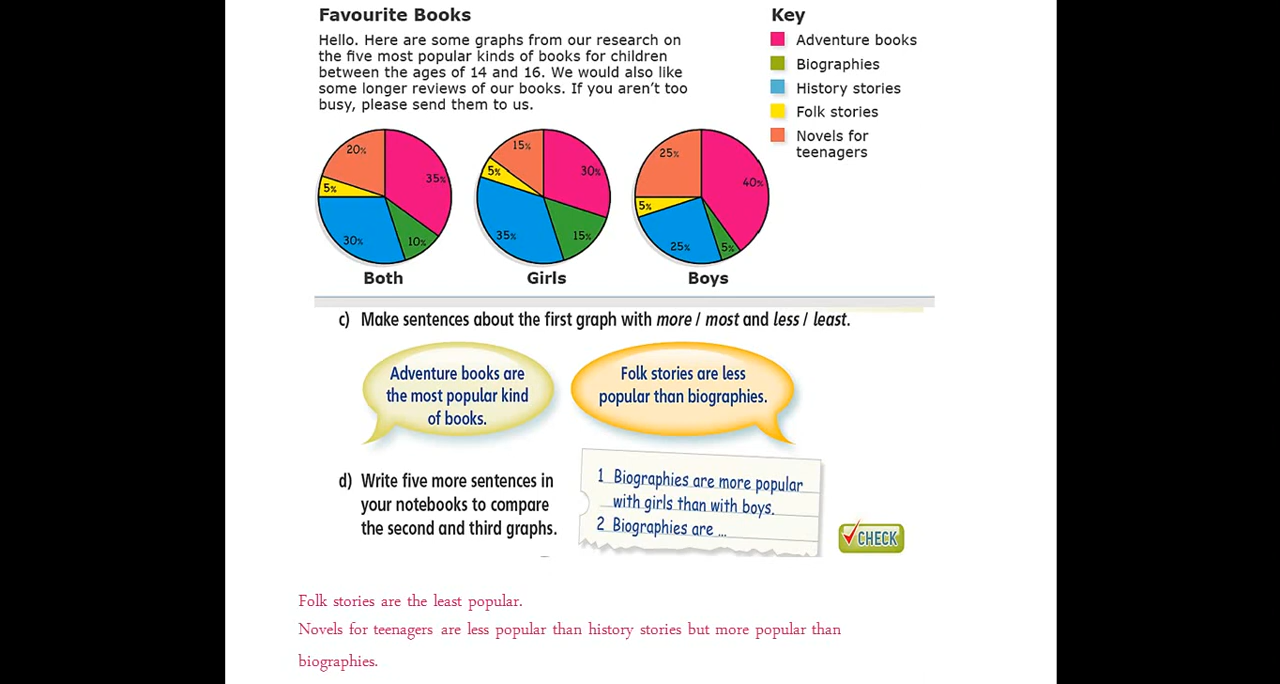 Favourite Books
Hello. Here are some graphs from our research on
the five most popular kinds of books for children
between the ages of 14 and 16. We would also like
some longer reviews of our books. If you aren't too
busy, please send them to us.
Key
Adventure books
Biographies
History stories
Folk stories
Novels for
teenagers
20%
35%
5%
30%
10%
Both
15%
30%
5%
35%
15%
Girls
25%
40%
5%
25%
5%
Boys
c) Make sentences about the first graph with more / most and less / least.
Adventure books are
the most popular kind
of books.
Folk stories are less
popular than biographies.
d) Write five more sentences in
your notebooks to compare
the second and third graphs.
1 Biographies are more popular
with girls than with boys.
2 Biographies are ...
CHECK
Folk stories are the least popular.
Novels for teenagers are less popular than history stories but more popular than
biographies.